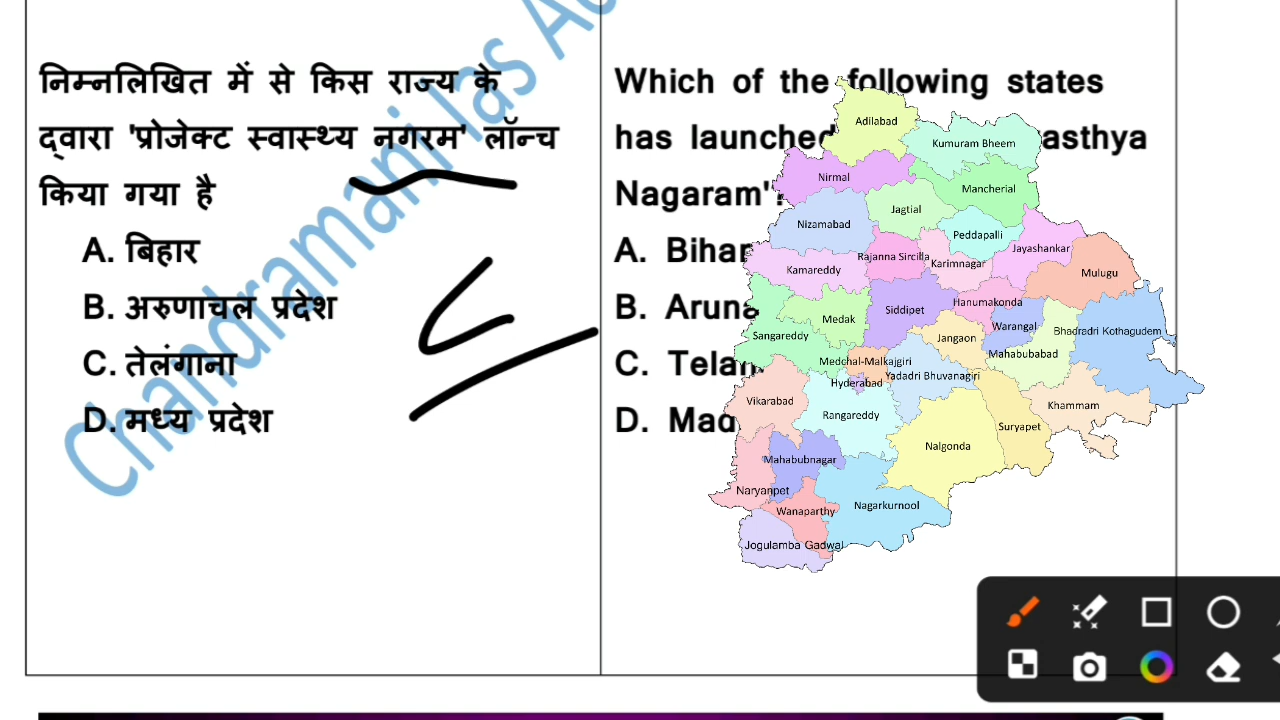 निम्नलिखित में से किस राज्य के
द्वारा 'प्रोजेक्ट स्वास्थ्य नगरम' लॉन्च
किया गया है
A. बिहार
B. अरुणाचल प्रदेश
C. तेलंगाना
D. मध्य प्रदेश
Which of the following states
has launched asthya
Nagaram'?
A. Bihar
B. Aruna
C. Telan
D. Mad
Chandramani Ias
Adilabad
Kumuram Bheem
Nirmal
Mancherial
Jagtial
Nizamabad
Peddapalli
Jayashankar
Rajanna Sircilla
Karimnagar
Kamareddy
Mulugu
Hanumakonda
Siddipet
Medak
Warangal
Bhadradri Kothagudem
Sangareddy
Jangaon
Mahabubabad
Medchal-Malkajgiri
Yadadri Bhuvanagiri
Hyderabad
Vikarabad
Khammam
Rangareddy
Suryapet
Nalgonda
Mahabubnagar
Naryanpet
Nagarkurnool
Wanaparthy
Jogulamba Gadwal